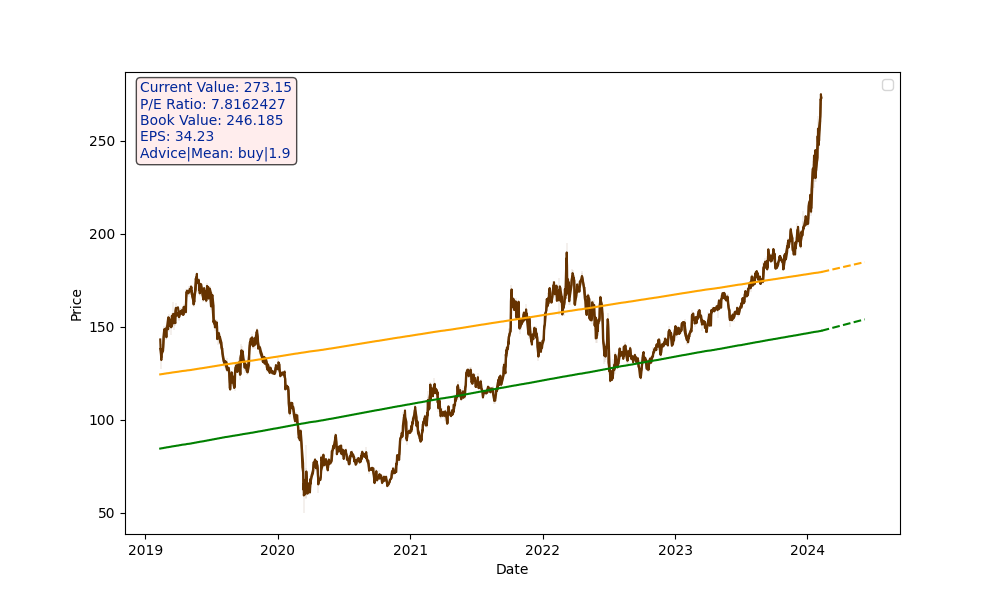 Current Value: 273.15
P/E Ratio: 7.8162427
Book Value: 246.185
EPS: 34.23
Advice|Mean: buy|1.9
250
200
150
100
50
Price
2019 2020 2021 2022 2023 2024
Date